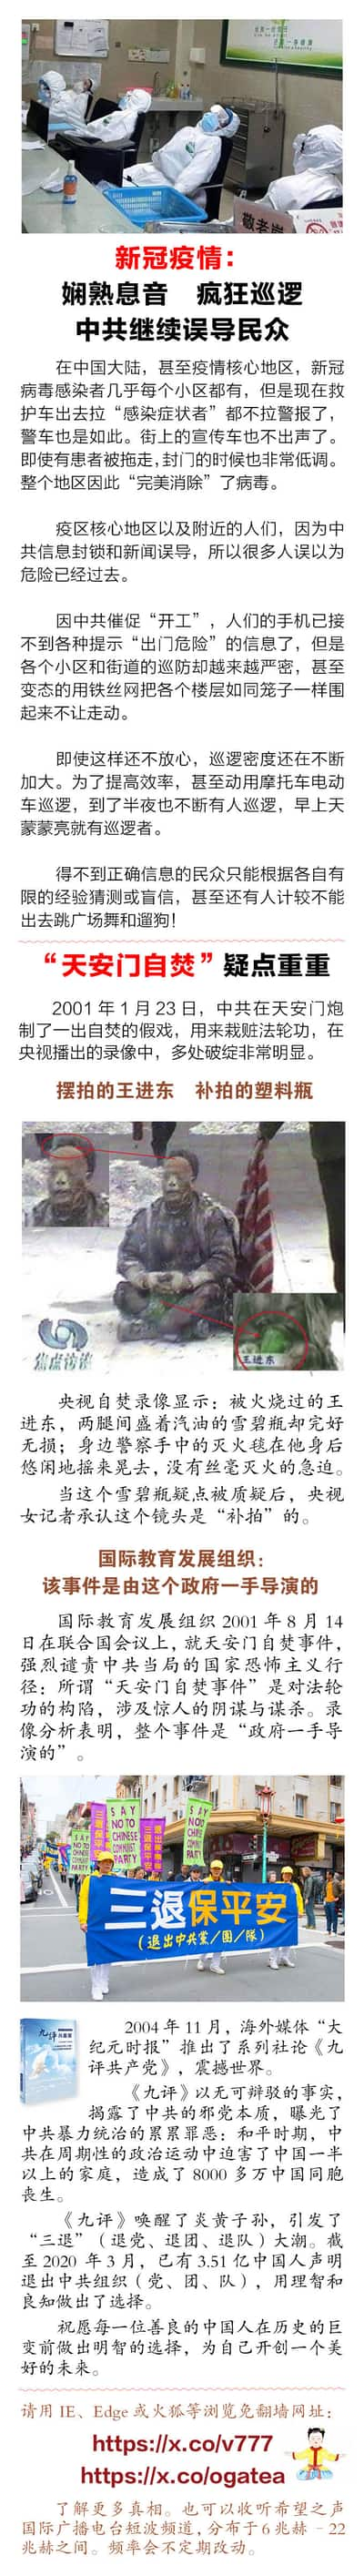 敬老崗
新冠疫情：
娴熟息音　疯狂巡逻
中共继续误导民众
在中国大陆，甚至疫情核心地区，新冠
病毒感染者几乎每个小区都有，但是现在救
护车出去拉“感染症状者”都不拉警报了，
警车也是如此。街上的宣传车也不出声了。
即使有患者被拖走，封门的时候也非常低调。
整个地区因此“完美消除”了病毒。
疫区核心地区以及附近的人们，因为中
共信息封锁和新闻误导，所以很多人误以为
危险已经过去。
因中共催促“开工”，人们的手机已接
不到各种提示“出门危险”的信息了，但是
各个小区和街道的巡防却越来越严密，甚至
变态的用铁丝网把各个楼层如同笼子一样围
起来不让走动。
即使这样还不放心，巡逻密度还在不断
加大。为了提高效率，甚至动用摩托车电动
车巡逻，到了半夜也不断有人巡逻，早上天
蒙蒙亮就有巡逻者。
得不到正确信息的民众只能根据各自有
限的经验猜测或盲信，甚至还有人计较不能
出去跳广场舞和遛狗！
“天安门自焚”疑点重重
2001 年 1 月 23 日，中共在天安门炮
制了一出自焚的假戏，用来栽赃法轮功，在
央视播出的录像中，多处破绽非常明显。
摆拍的王进东　补拍的塑料瓶
焦点访谈
王进东
央视自焚录像显示：被火烧过的王
进东，两腿间盛着汽油的雪碧瓶却完好
无损；身边警察手中的灭火毯在他身后
悠闲地摇来晃去，没有丝毫灭火的急迫。
当这个雪碧瓶疑点被质疑后，央视
女记者承认这个镜头是“补拍”的。
国际教育发展组织：
该事件是由这个政府一手导演的
国际教育发展组织 2001 年 8 月 14
日在联合国会议上，就天安门自焚事件，
强烈谴责中共当局的国家恐怖主义行
径：所谓“天安门自焚事件”是对法轮
功的构陷，涉及惊人的阴谋与谋杀。录
像分析表明，整个事件是“政府一手导
演的”。
SAY NO TO CHINESE COMMUNIST PARTY
三退保平安
（退出中共黨／團／隊）
九评
共产党
2004 年 11 月，海外媒体“大
纪元时报”推出了系列社论《九
评共产党》，震撼世界。
《九评》以无可辩驳的事实，
揭露了中共的邪党本质，曝光了
中共暴力统治的累累罪恶：和平时期，中
共在周期性的政治运动中迫害了中国一半
以上的家庭，造成了 8000 多万中国同胞
丧生。
《九评》唤醒了炎黄子孙，引发了
“三退”（退党、退团、退队）大潮。截
至 2020 年 3 月，已有 3.51 亿中国人声明
退出中共组织（党、团、队），用理智和
良知做出了选择。
祝愿每一位善良的中国人在历史的巨
变前做出明智的选择，为自己开创一个美
好的未来。
请用 IE、Edge 或火狐等浏览免翻墙网址：
https://x.co/v777
https://x.co/ogatea
了解更多真相。也可以收听希望之声
国际广播电台短波频道，分布于 6 兆赫 - 22
兆赫之间。频率会不定期改动。